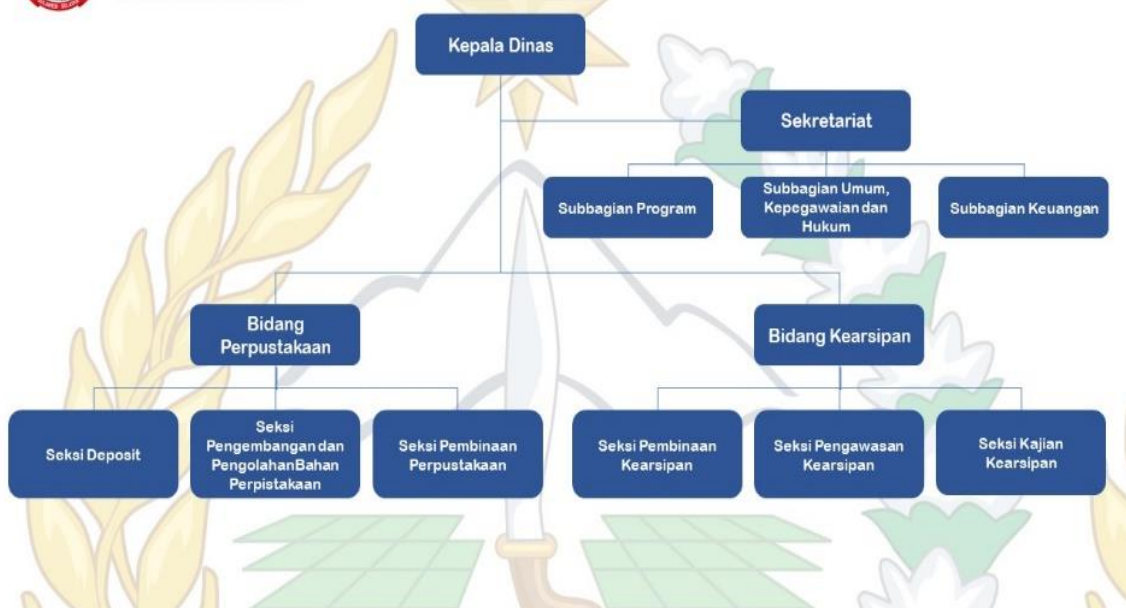 Kepala Dinas
Sekretariat
Subbagian Program
Subbagian Umum,
Kepegawaian dan
Hukum
Subbagian Keuangan
Bidang
Perpustakaan
Bidang Kearsipan
Seksi Deposit
Seksi
Pengembangan dan
PengolahanBahan
Perpistakaan
Seksi Pembinaan
Perpustakaan
Seksi Pembinaan
Kearsipan
Seksi Pengawasan
Kearsipan
Seksi Kajian
Kearsipan